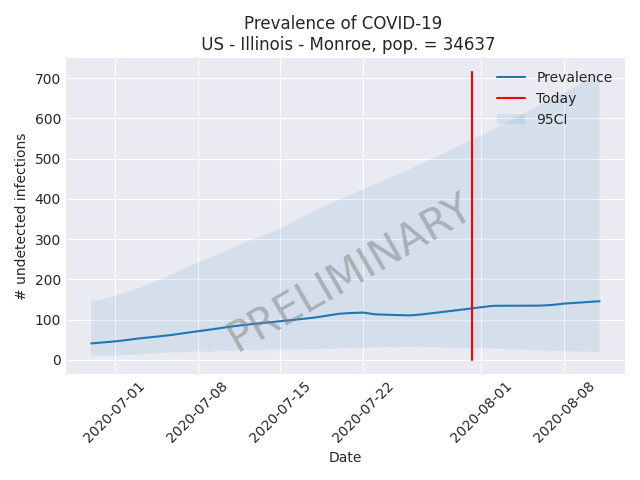 Prevalence of COVID-19
US - Illinois - Monroe, pop. = 34637
700
600
500
400
300
200
100
0
# undetected infections
Prevalence
Today
95CI
PRELIMINARY
2020-07-01
2020-07-08
2020-07-15
2020-07-22
2020-08-01
2020-08-08
Date